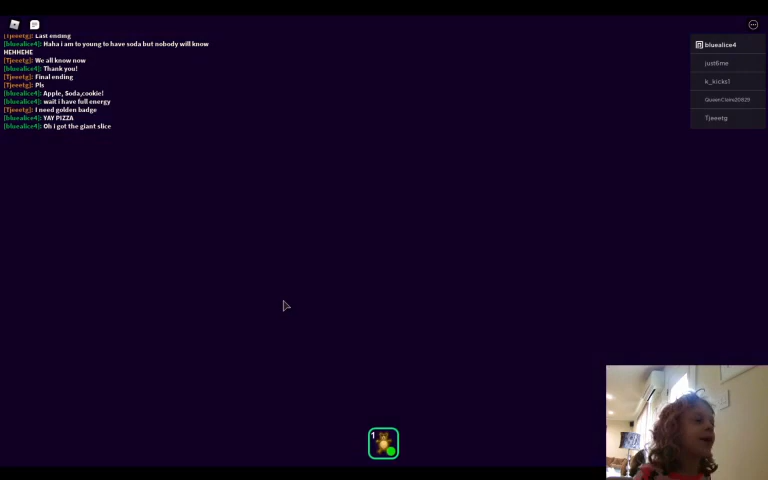 [Tjeeetg]: Last ending
[bluealice4]: Haha i am to young to have soda but nobody will know
HEHHEHE
[Tjeeetg]: We all know now
[bluealice4]: Thank you!
[Tjeeetg]: Final ending
[Tjeeetg]: Pls
[bluealice4]: Apple, Soda,cookie!
[bluealice4]: wait i have full energy
[Tjeeetg]: I need golden badge
[bluealice4]: YAY PIZZA
[bluealice4]: Oh i got the giant slice
bluealice4
just6me
k_kicks1
QueenClaire20829
Tjeeetg
1